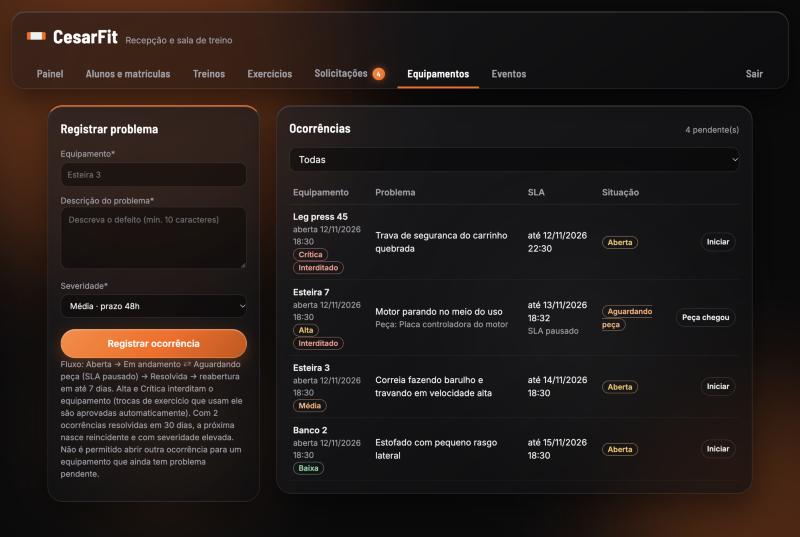 CesarFit Recepção e sala de treino
Painel Alunos e matrículas Treinos Exercícios Solicitações 4 Equipamentos Eventos Sair
Registrar problema
Equipamento*
Esteira 3
Descrição do problema*
Descreva o defeito (mín. 10 caracteres)
Severidade*
Média · prazo 48h
Registrar ocorrência
Fluxo: Aberta → Em andamento ⇄ Aguardando
peça (SLA pausado) → Resolvida → reabertura
em até 7 dias. Alta e Crítica interditam o
equipamento (trocas de exercício que usam ele
são aprovadas automaticamente). Com 2
ocorrências resolvidas em 30 dias, a próxima
nasce reincidente e com severidade elevada.
Não é permitido abrir outra ocorrência para um
equipamento que ainda tem problema
pendente.
Ocorrências 4 pendente(s)
Todas
Equipamento Problema SLA Situação
Leg press 45
aberta 12/11/2026
18:30
Crítica
Interditado
Trava de seguranca do carrinho
quebrada
até 12/11/2026
22:30
Aberta
Iniciar
Esteira 7
aberta 12/11/2026
18:30
Alta
Interditado
Motor parando no meio do uso
Peça: Placa controladora do motor
até 13/11/2026
18:32
SLA pausado
Aguardando
peça
Peça chegou
Esteira 3
aberta 12/11/2026
18:30
Média
Correia fazendo barulho e
travando em velocidade alta
até 14/11/2026
18:30
Aberta
Iniciar
Banco 2
aberta 12/11/2026
18:30
Baixa
Estofado com pequeno rasgo
lateral
até 15/11/2026
18:30
Aberta
Iniciar